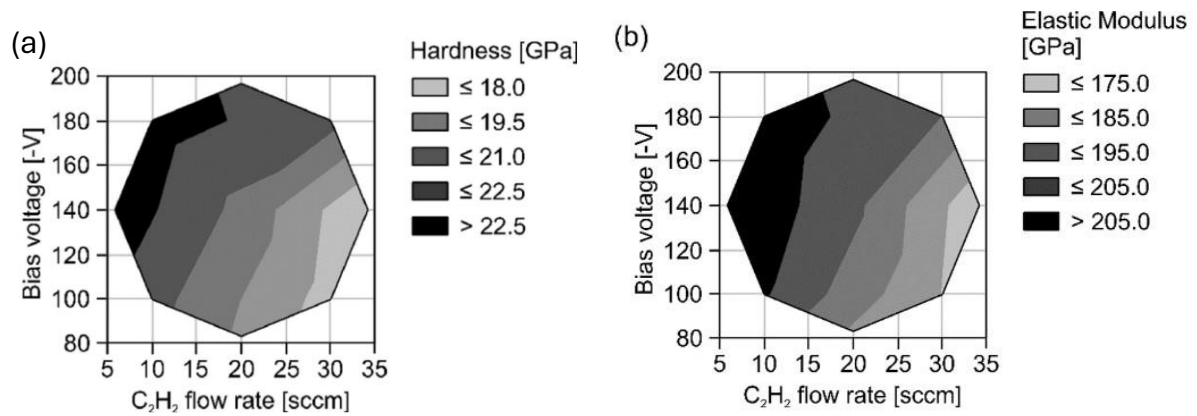 (a)
Hardness [GPa]
≤ 18.0
≤ 19.5
≤ 21.0
≤ 22.5
> 22.5
Bias voltage [-V]
200
180
160
140
120
100
80
5 10 15 20 25 30 35
C₂H₂ flow rate [sccm]
(b)
Elastic Modulus
[GPa]
≤ 175.0
≤ 185.0
≤ 195.0
≤ 205.0
> 205.0
Bias voltage [-V]
200
180
160
140
120
100
80
5 10 15 20 25 30 35
C₂H₂ flow rate [sccm]